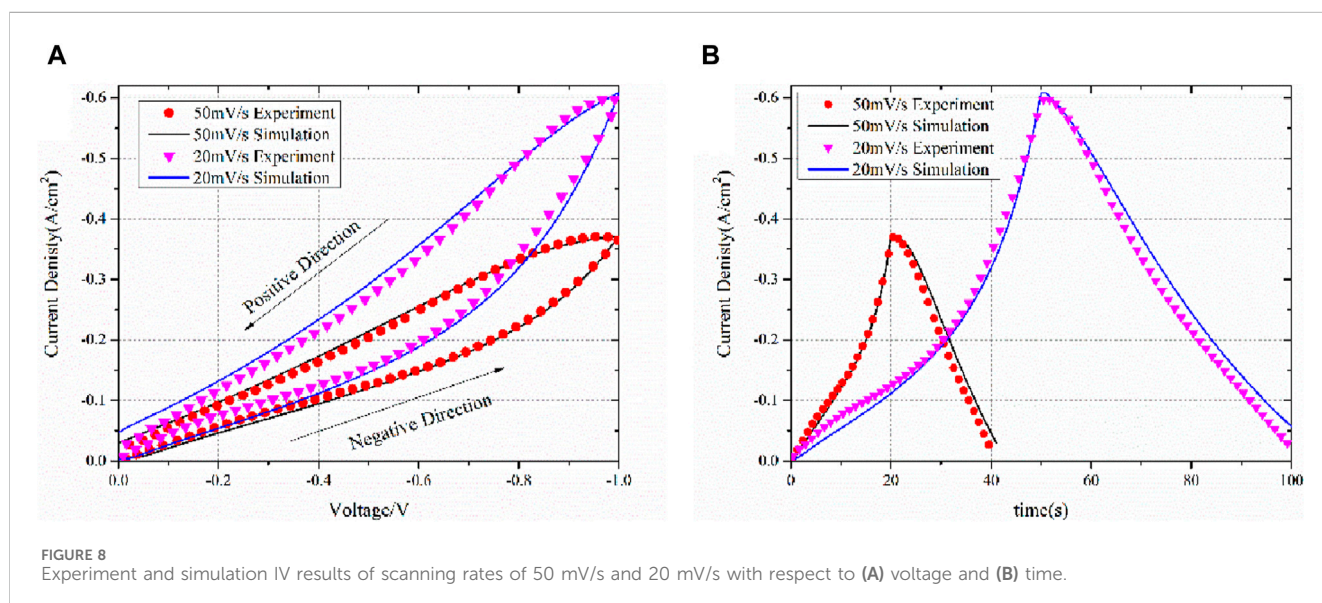 A
B
-0.6
-0.5
-0.4
-0.3
-0.2
-0.1
0.0
Current Denisty(A/cm²)
50mV/s Experiment
50mV/s Simulation
20mV/s Experiment
20mV/s Simulation
Positive Direction
Negative Direction
0.0
-0.2
-0.4
-0.6
-0.8
-1.0
Voltage/V
-0.6
-0.5
-0.4
-0.3
-0.2
-0.1
0.0
Current Denisty(A/cm²)
50mV/s Experiment
50mV/s Simulation
20mV/s Experiment
20mV/s Simulation
0
20
40
60
80
100
time(s)
FIGURE 8
Experiment and simulation IV results of scanning rates of 50 mV/s and 20 mV/s with respect to (A) voltage and (B) time.